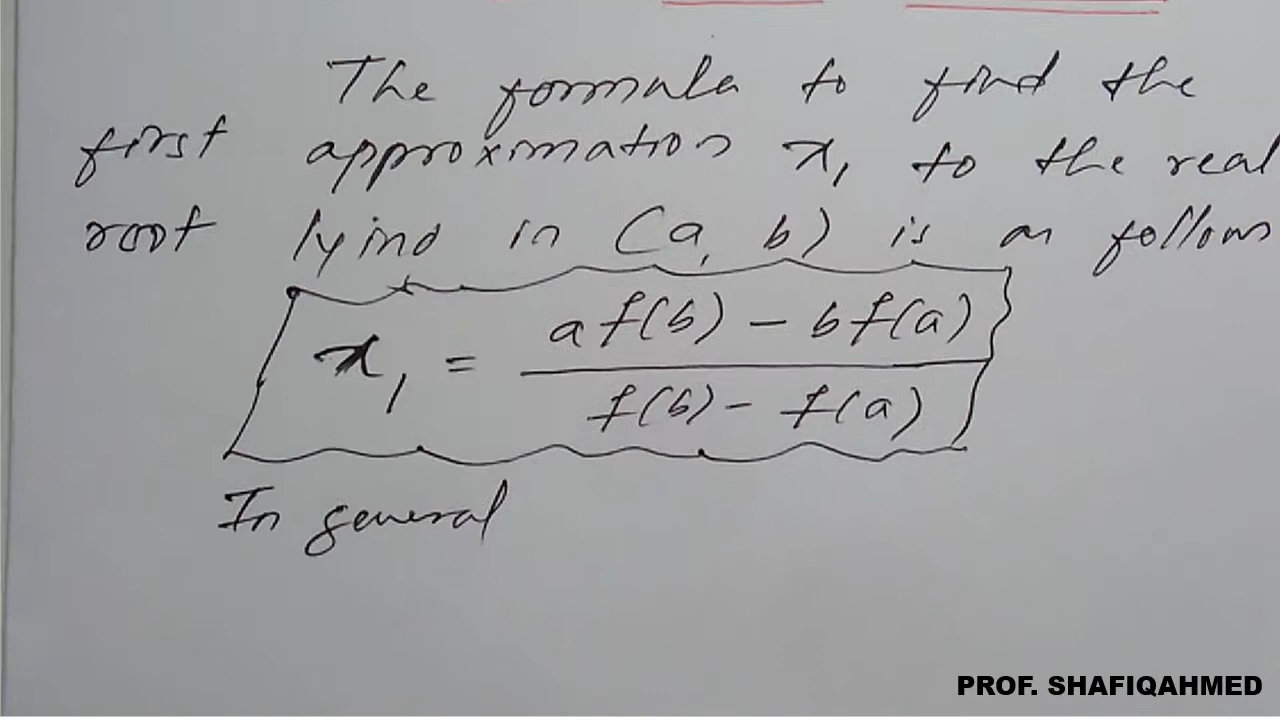 The formula to find the
first approximation x₁ to the real
root lying in (a, b) is as follows
x₁ = af(b) - bf(a) / f(b) - f(a)
In general
PROF. SHAFIQAHMED